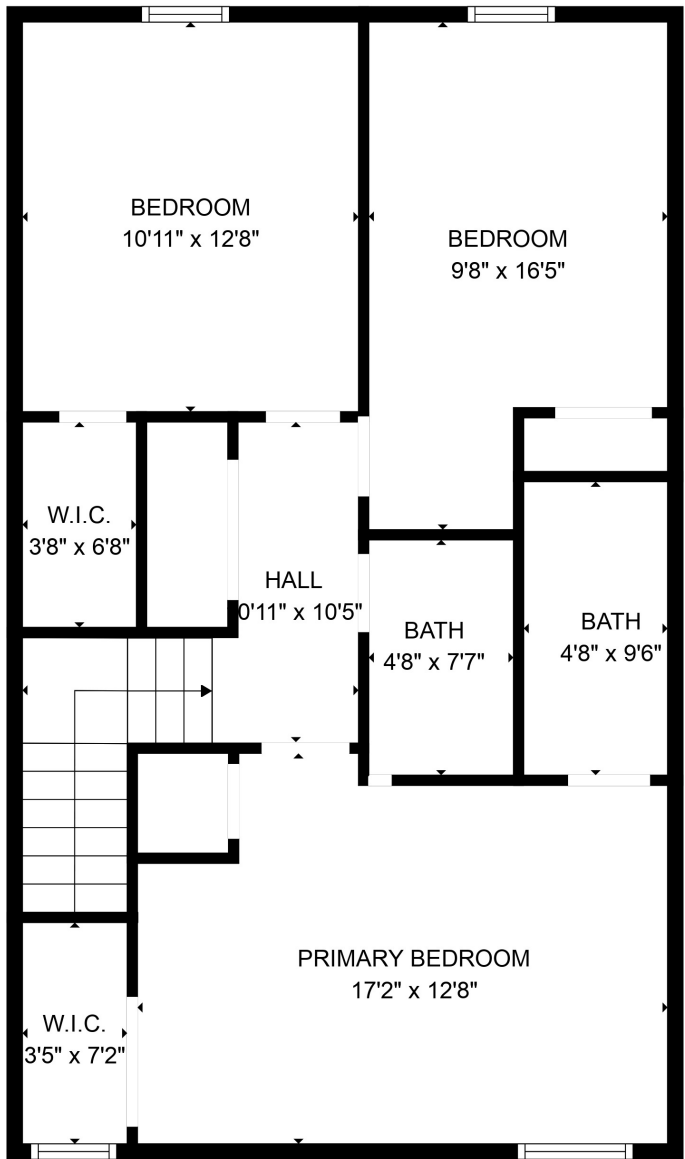 BEDROOM
10'11" x 12'8"
BEDROOM
9'8" x 16'5"
W.I.C.
3'8" x 6'8"
HALL
0'11" x 10'5"
BATH
4'8" x 7'7"
BATH
4'8" x 9'6"
PRIMARY BEDROOM
17'2" x 12'8"
W.I.C.
3'5" x 7'2"